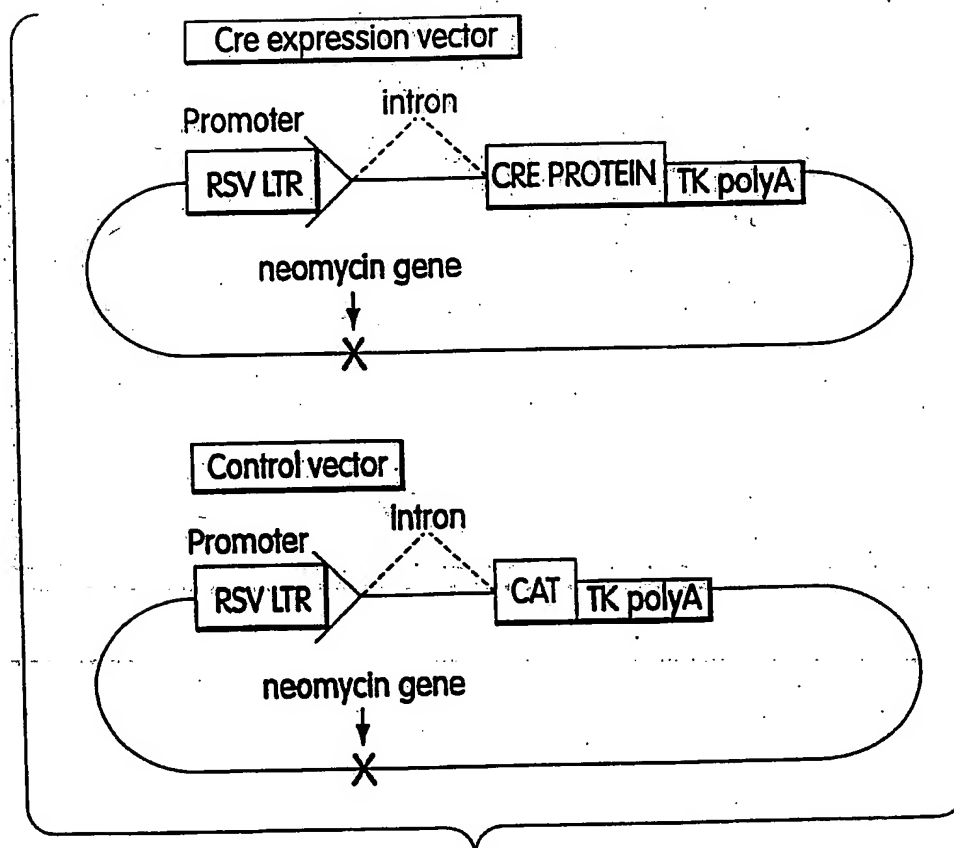 Cre expression vector
Promoter
intron
RSV LTR
CRE PROTEIN
TK polyA
neomycin gene
X
Control vector
Promoter
Intron
RSV LTR
CAT
TK polyA
neomycin gene
X